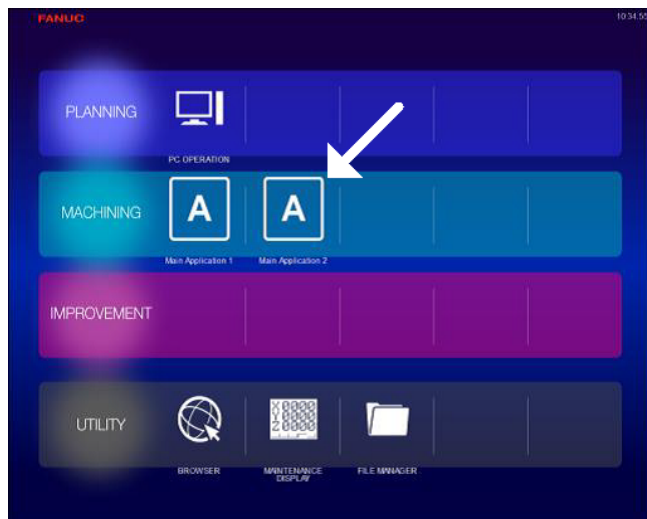 FANUC
10:34.55
PLANNING
PC OPERATION
MACHINING
A
A
Main Application 1
Main Application 2
IMPROVEMENT
UTILITY
BROWSER
MAINTENANCE
DISPLAY
FILE MANAGER